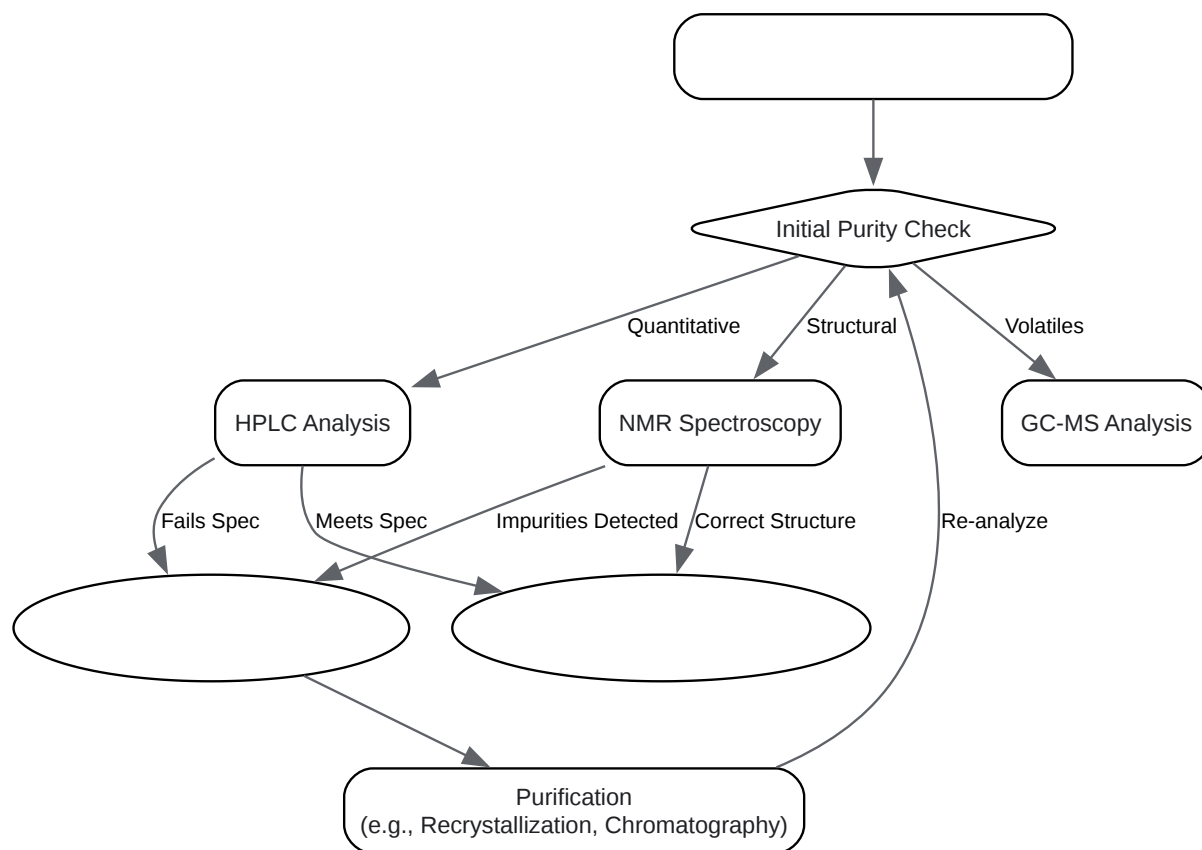 Initial Purity Check
Quantitative
Structural
Volatiles
HPLC Analysis
NMR Spectroscopy
GC-MS Analysis
Fails Spec
Meets Spec
Impurities Detected
Correct Structure
Re-analyze
Purification
(e.g., Recrystallization, Chromatography)